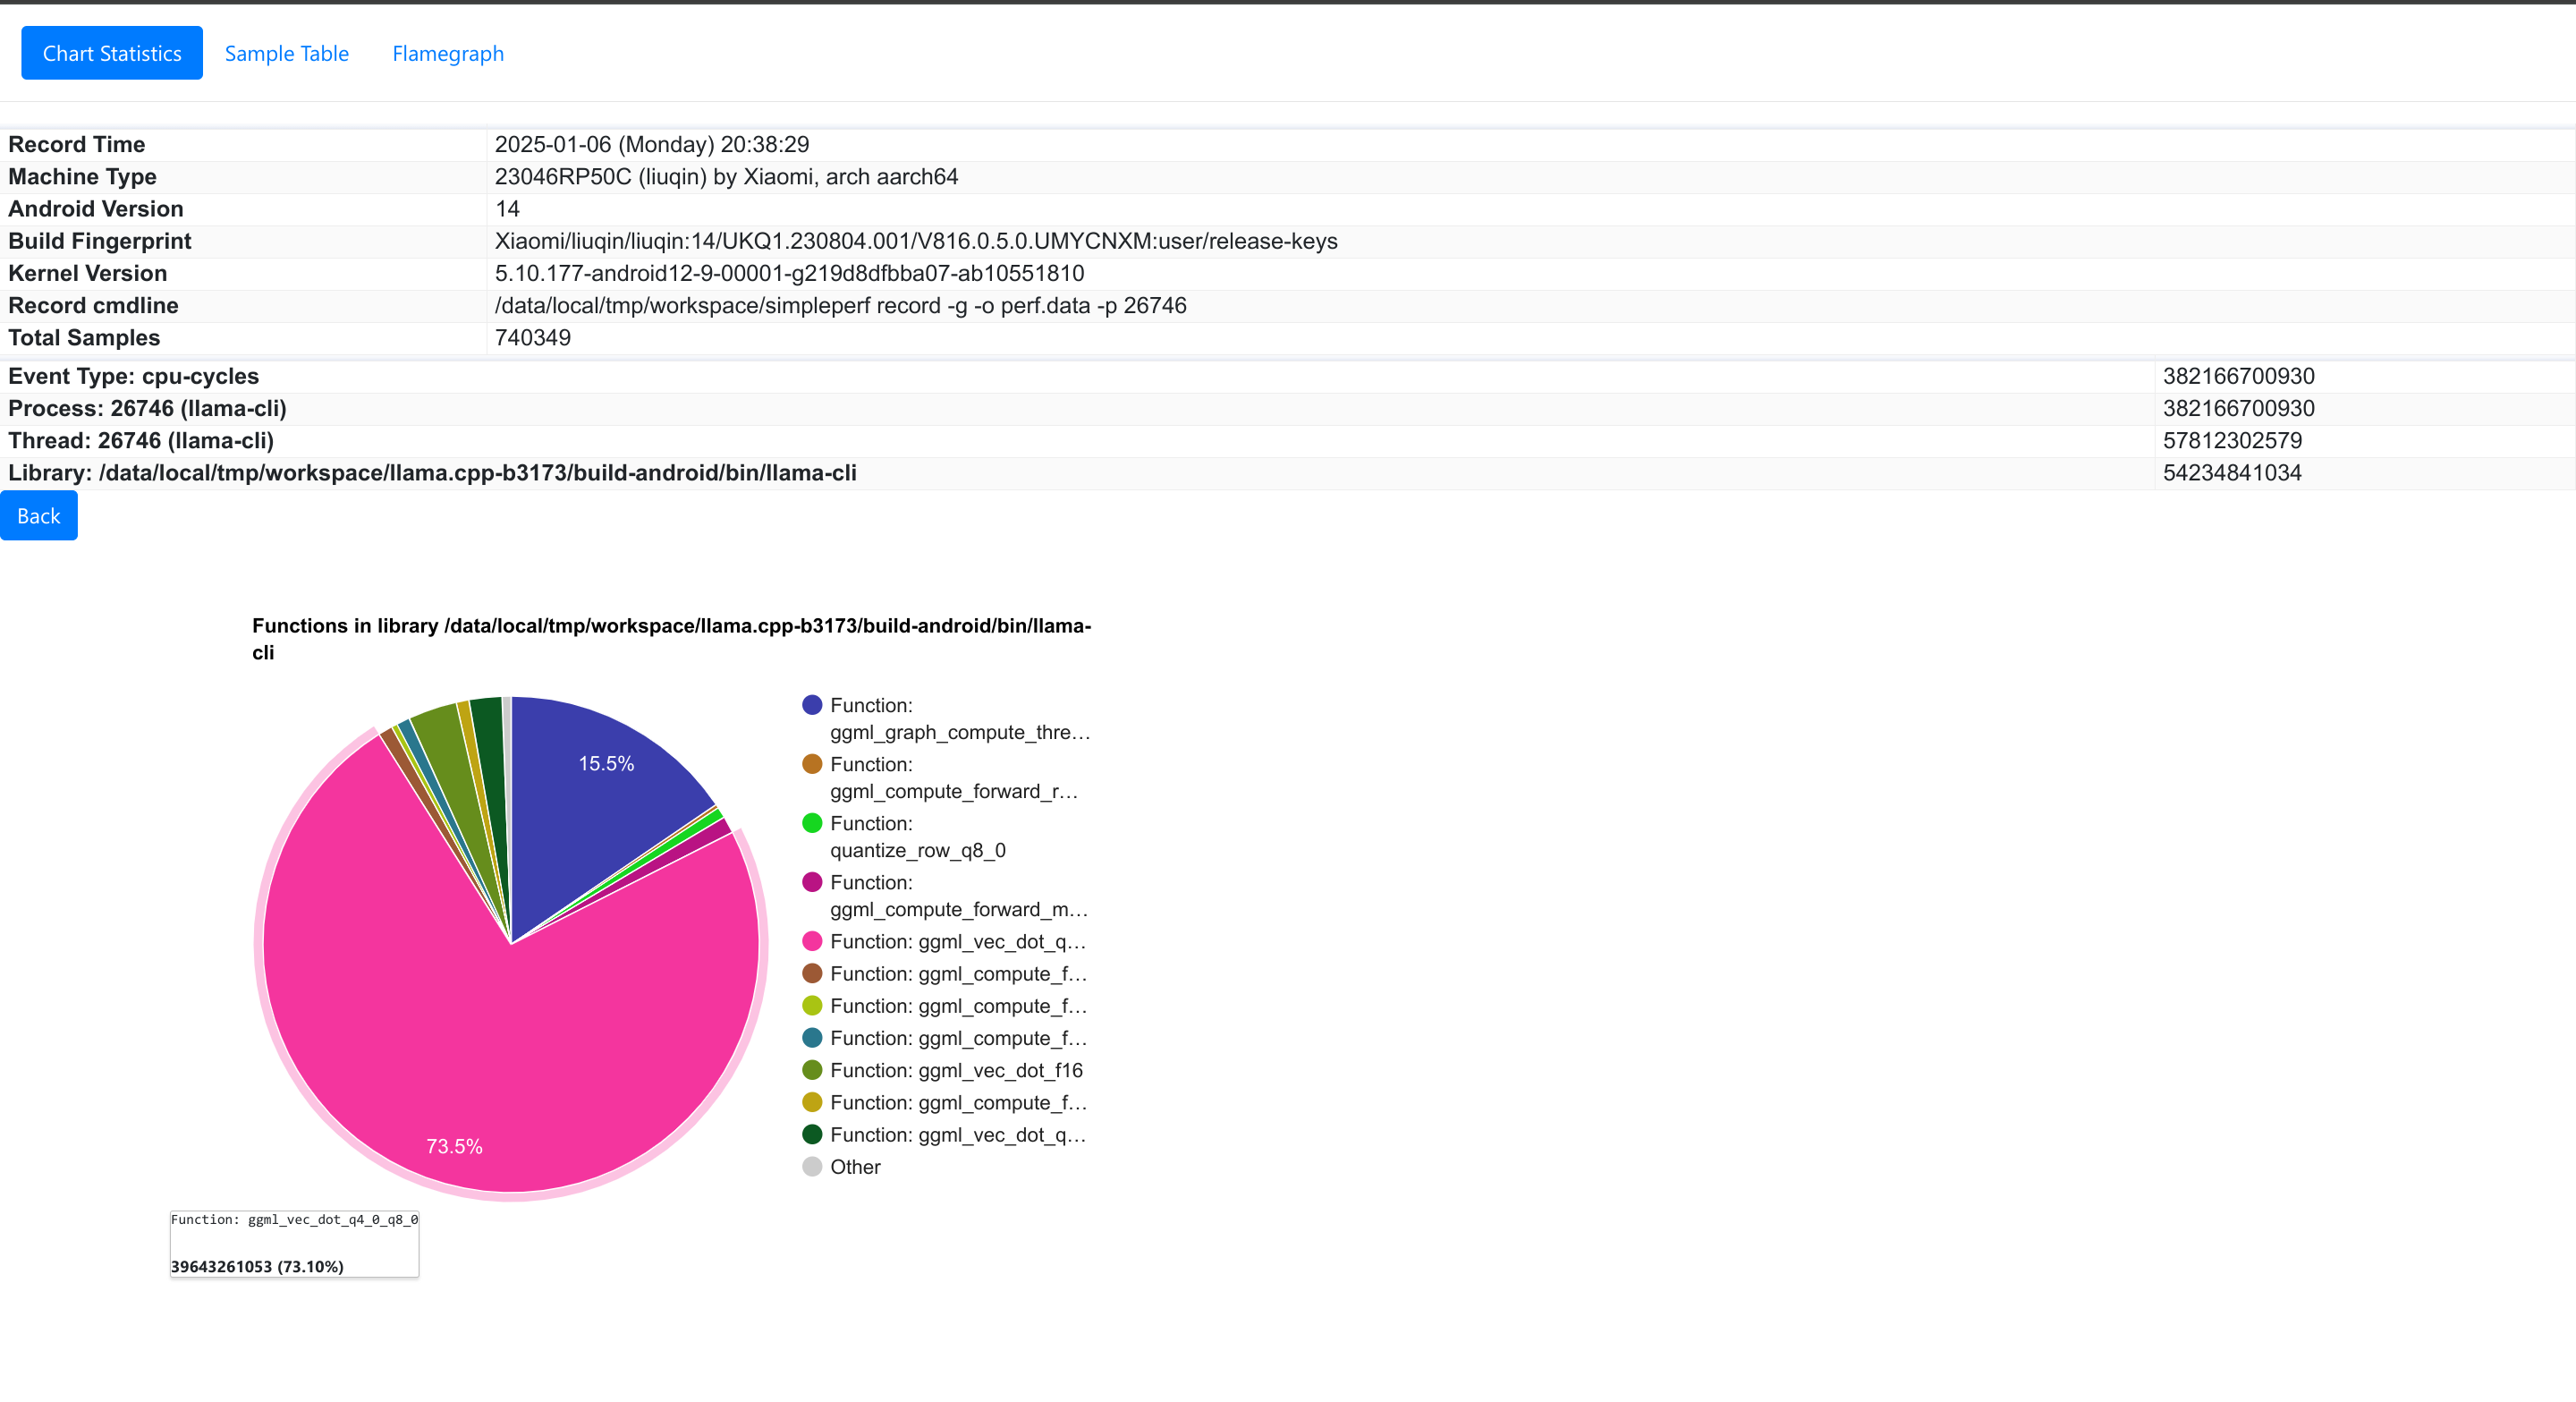 Chart Statistics Sample Table Flamegraph
Record Time 2025-01-06 (Monday) 20:38:29
Machine Type 23046RP50C (liuqin) by Xiaomi, arch aarch64
Android Version 14
Build Fingerprint Xiaomi/liuqin/liuqin:14/UKQ1.230804.001/V816.0.5.0.UMYCNXM:user/release-keys
Kernel Version 5.10.177-android12-9-00001-g219d8dfbba07-ab10551810
Record cmdline /data/local/tmp/workspace/simpleperf record -g -o perf.data -p 26746
Total Samples 740349
Event Type: cpu-cycles 382166700930
Process: 26746 (llama-cli) 382166700930
Thread: 26746 (llama-cli) 57812302579
Library: /data/local/tmp/workspace/llama.cpp-b3173/build-android/bin/llama-cli 54234841034
Back
Functions in library /data/local/tmp/workspace/llama.cpp-b3173/build-android/bin/llama-
cli
15.5%
73.5%
Function:
ggml_graph_compute_thre…
Function:
ggml_compute_forward_r…
Function:
quantize_row_q8_0
Function:
ggml_compute_forward_m…
Function: ggml_vec_dot_q…
Function: ggml_compute_f…
Function: ggml_compute_f…
Function: ggml_compute_f…
Function: ggml_vec_dot_f16
Function: ggml_compute_f…
Function: ggml_vec_dot_q…
Other
Function: ggml_vec_dot_q4_0_q8_0
39643261053 (73.10%)